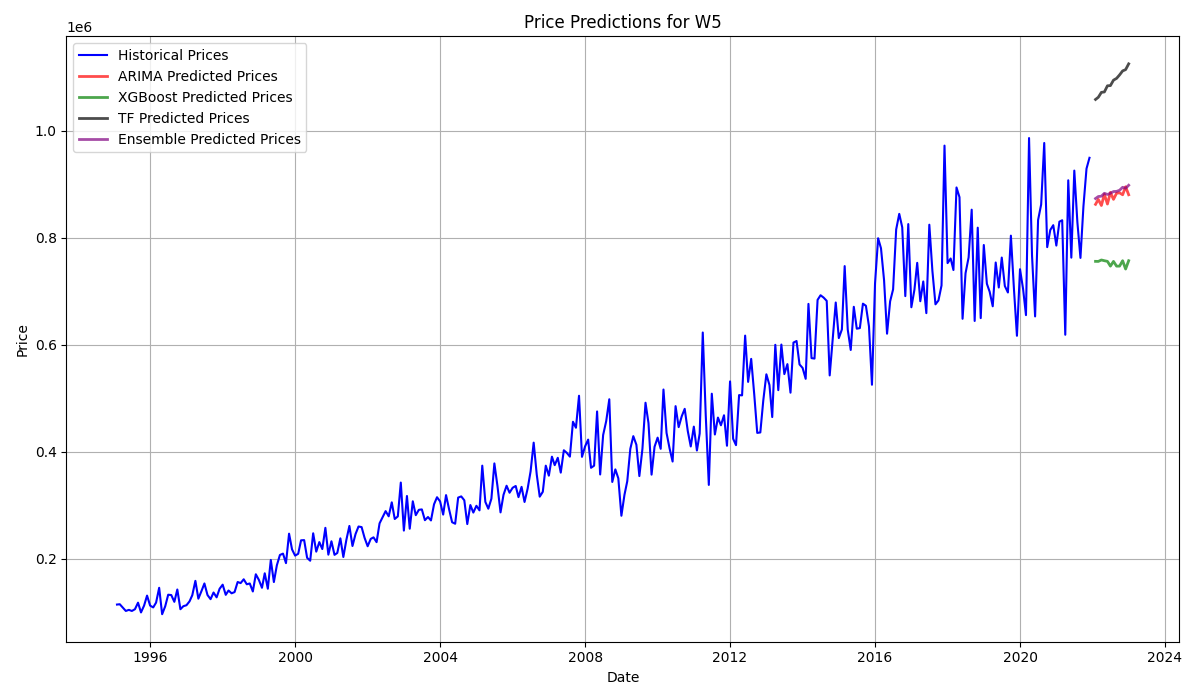 Price Predictions for W5
1e6
Historical Prices
ARIMA Predicted Prices
XGBoost Predicted Prices
TF Predicted Prices
Ensemble Predicted Prices
1.0
0.8
0.6
0.4
0.2
Price
1996 2000 2004 2008 2012 2016 2020 2024
Date